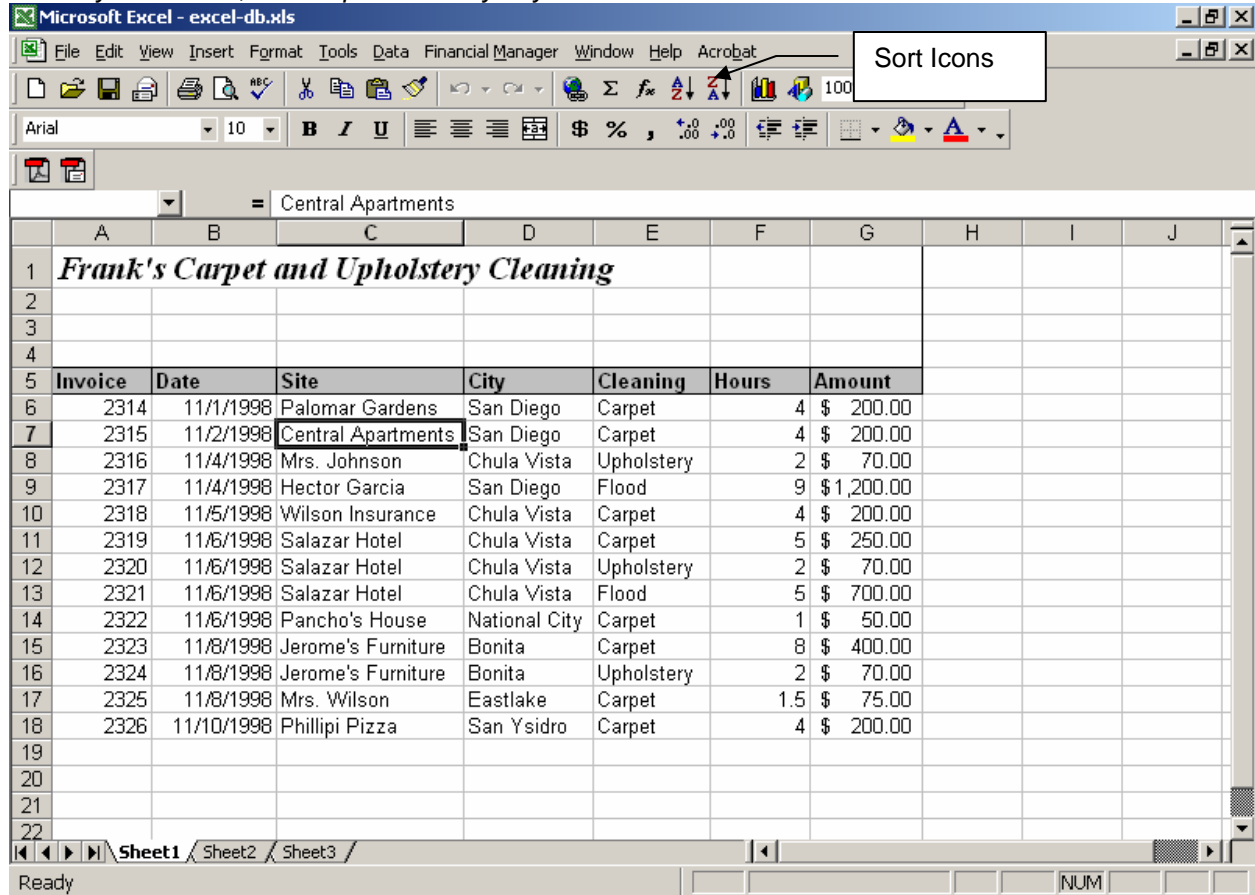 Microsoft Excel - excel-db.xls
File Edit View Insert Format Tools Data Financial Manager Window Help Acrobat
Sort Icons
ABC Σ fx A Z Z A 100
Arial 10 B I U $ % , .00 .0 A
= Central Apartments
A B C D E F G H I J
1 Frank's Carpet and Upholstery Cleaning
2
3
4
5 Invoice Date Site City Cleaning Hours Amount
6 2314 11/1/1998 Palomar Gardens San Diego Carpet 4 $ 200.00
7 2315 11/2/1998 Central Apartments San Diego Carpet 4 $ 200.00
8 2316 11/4/1998 Mrs. Johnson Chula Vista Upholstery 2 $ 70.00
9 2317 11/4/1998 Hector Garcia San Diego Flood 9 $1,200.00
10 2318 11/5/1998 Wilson Insurance Chula Vista Carpet 4 $ 200.00
11 2319 11/6/1998 Salazar Hotel Chula Vista Carpet 5 $ 250.00
12 2320 11/6/1998 Salazar Hotel Chula Vista Upholstery 2 $ 70.00
13 2321 11/6/1998 Salazar Hotel Chula Vista Flood 5 $ 700.00
14 2322 11/6/1998 Pancho's House National City Carpet 1 $ 50.00
15 2323 11/8/1998 Jerome's Furniture Bonita Carpet 8 $ 400.00
16 2324 11/8/1998 Jerome's Furniture Bonita Upholstery 2 $ 70.00
17 2325 11/8/1998 Mrs. Wilson Eastlake Carpet 1.5 $ 75.00
18 2326 11/10/1998 Phillipi Pizza San Ysidro Carpet 4 $ 200.00
19
20
21
22
Sheet1 Sheet2 Sheet3
Ready NUM